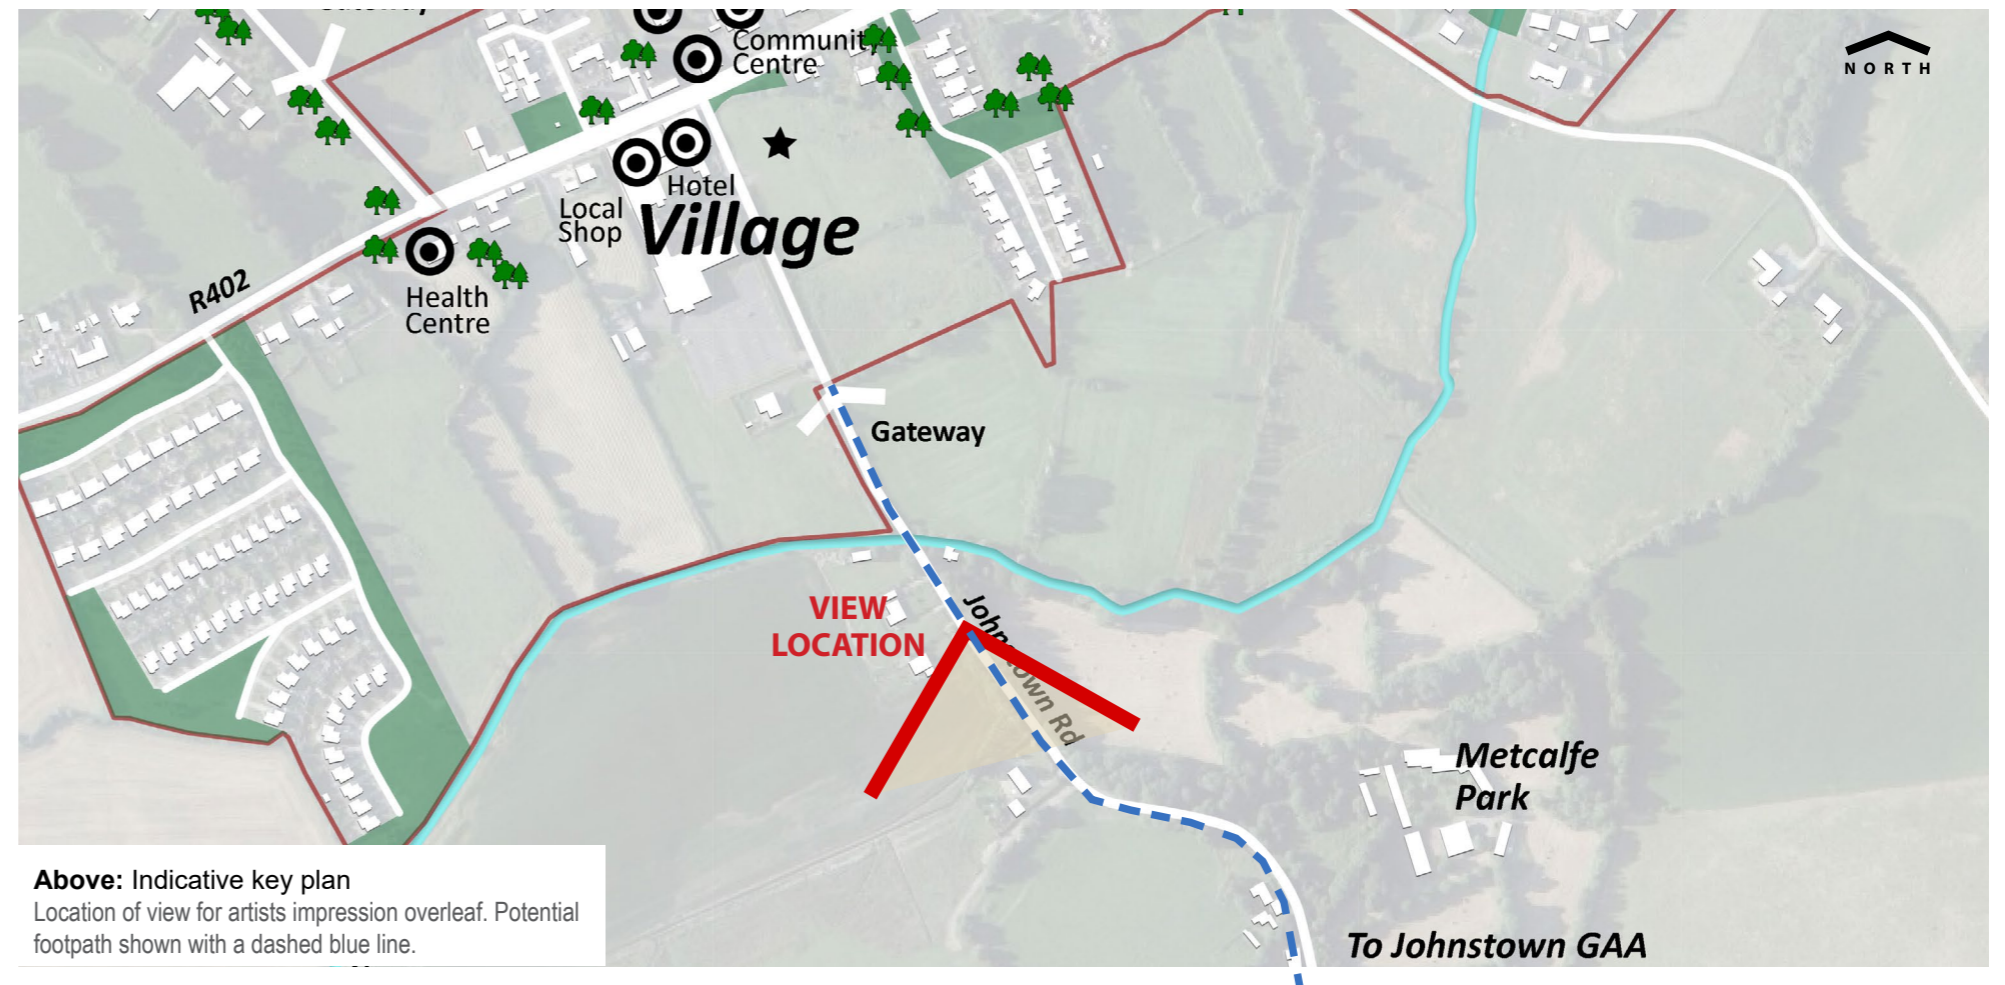 Community
Centre
NORTH
Hotel
Local
Shop
Village
R402
Health
Centre
Gateway
VIEW
LOCATION
Johnstown Rd
Metcalfe
Park
Above: Indicative key plan
Location of view for artists impression overleaf. Potential
footpath shown with a dashed blue line.
To Johnstown GAA